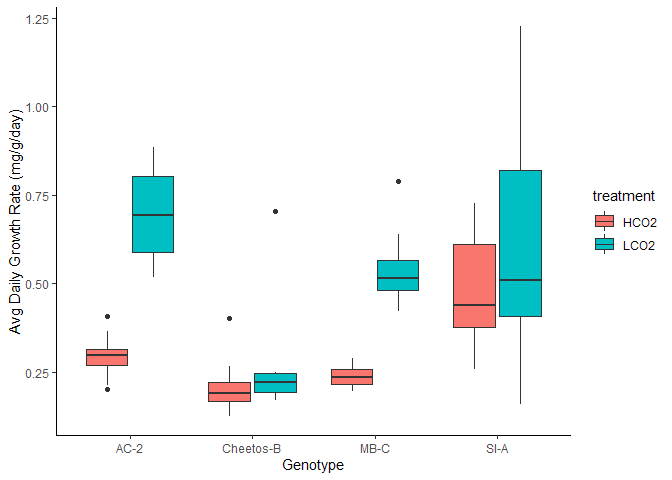 1.25
1.00
0.75
0.50
0.25
Avg Daily Growth Rate (mg/g/day)
AC-2
Cheetos-B
MB-C
SI-A
Genotype
treatment
HCO2
LCO2